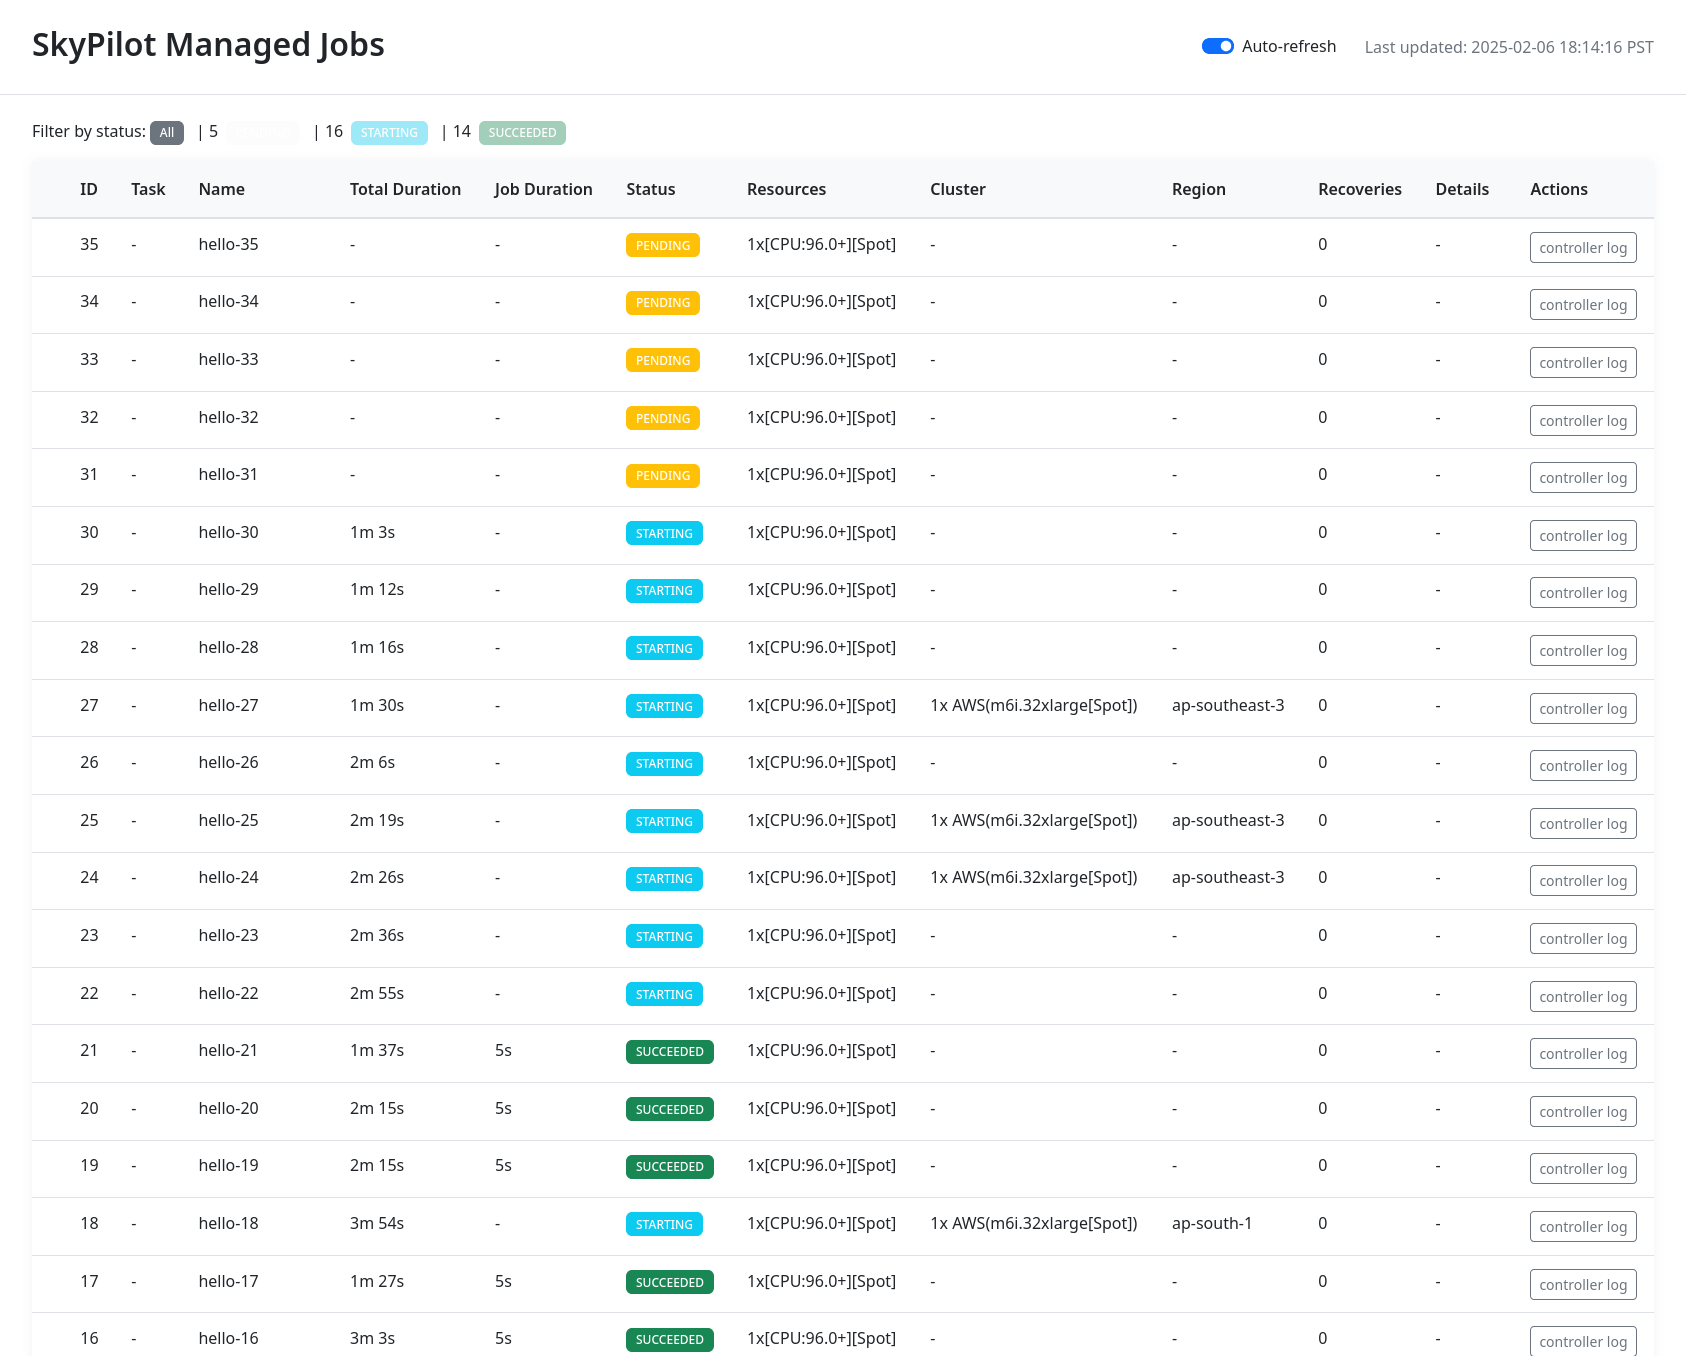 SkyPilot Managed Jobs
Auto-refresh Last updated: 2025-02-06 18:14:16 PST
Filter by status: All | 5 | 16 STARTING | 14 SUCCEEDED
ID Task Name Total Duration Job Duration Status Resources Cluster Region Recoveries Details Actions
35 - hello-35 - - PENDING 1x[CPU:96.0+][Spot] - - 0 - controller log
34 - hello-34 - - PENDING 1x[CPU:96.0+][Spot] - - 0 - controller log
33 - hello-33 - - PENDING 1x[CPU:96.0+][Spot] - - 0 - controller log
32 - hello-32 - - PENDING 1x[CPU:96.0+][Spot] - - 0 - controller log
31 - hello-31 - - PENDING 1x[CPU:96.0+][Spot] - - 0 - controller log
30 - hello-30 1m 3s - STARTING 1x[CPU:96.0+][Spot] - - 0 - controller log
29 - hello-29 1m 12s - STARTING 1x[CPU:96.0+][Spot] - - 0 - controller log
28 - hello-28 1m 16s - STARTING 1x[CPU:96.0+][Spot] - - 0 - controller log
27 - hello-27 1m 30s - STARTING 1x[CPU:96.0+][Spot] 1x AWS(m6i.32xlarge[Spot]) ap-southeast-3 0 - controller log
26 - hello-26 2m 6s - STARTING 1x[CPU:96.0+][Spot] - - 0 - controller log
25 - hello-25 2m 19s - STARTING 1x[CPU:96.0+][Spot] 1x AWS(m6i.32xlarge[Spot]) ap-southeast-3 0 - controller log
24 - hello-24 2m 26s - STARTING 1x[CPU:96.0+][Spot] 1x AWS(m6i.32xlarge[Spot]) ap-southeast-3 0 - controller log
23 - hello-23 2m 36s - STARTING 1x[CPU:96.0+][Spot] - - 0 - controller log
22 - hello-22 2m 55s - STARTING 1x[CPU:96.0+][Spot] - - 0 - controller log
21 - hello-21 1m 37s 5s SUCCEEDED 1x[CPU:96.0+][Spot] - - 0 - controller log
20 - hello-20 2m 15s 5s SUCCEEDED 1x[CPU:96.0+][Spot] - - 0 - controller log
19 - hello-19 2m 15s 5s SUCCEEDED 1x[CPU:96.0+][Spot] - - 0 - controller log
18 - hello-18 3m 54s - STARTING 1x[CPU:96.0+][Spot] 1x AWS(m6i.32xlarge[Spot]) ap-south-1 0 - controller log
17 - hello-17 1m 27s 5s SUCCEEDED 1x[CPU:96.0+][Spot] - - 0 - controller log
16 - hello-16 3m 3s 5s SUCCEEDED 1x[CPU:96.0+][Spot] - - 0 - controller log